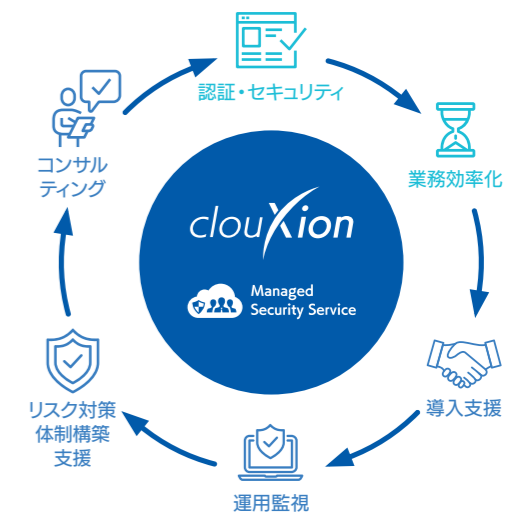 認証・セキュリティ
業務効率化
導入支援
運用監視
リスク対策
体制構築
支援
コンサル
ティング
clouXion
Managed
Security Service